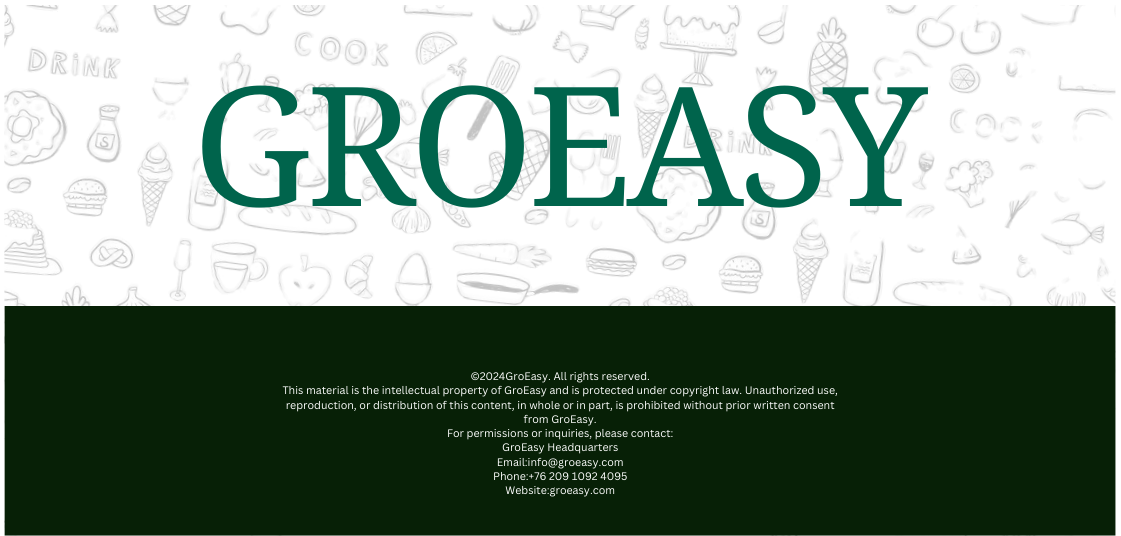 DRINK
COOK
GROEASY
DRINK
COOK
S
S
©2024GroEasy. All rights reserved.
This material is the intellectual property of GroEasy and is protected under copyright law. Unauthorized use,
reproduction, or distribution of this content, in whole or in part, is prohibited without prior written consent
from GroEasy.
For permissions or inquiries, please contact:
GroEasy Headquarters
Email:info@groeasy.com
Phone:+76 209 1092 4095
Website:groeasy.com